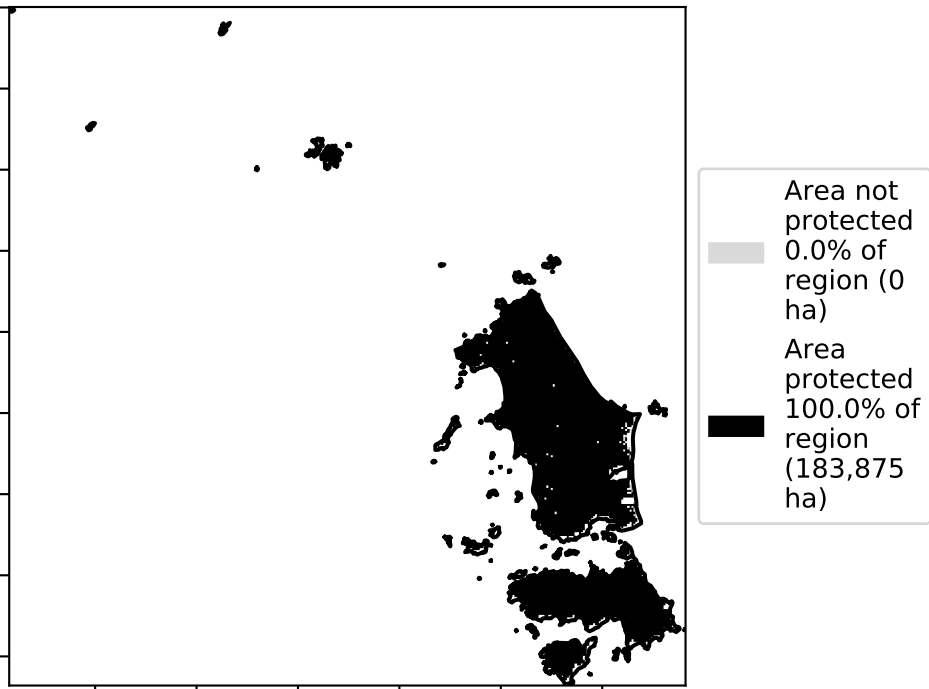 Area not
protected
0.0% of
region (0
ha)
Area
protected
100.0% of
region
(183,875
ha)